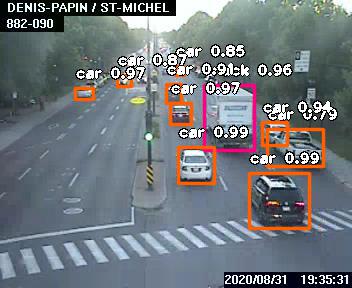 DENIS-PAPIN / ST-MICHEL
882-090
car 0.85
car 0.87
car 0.97
car 0.91
truck 0.96
car 0.97
car 0.94
car 0.79
car 0.99
car 0.99
2020/08/31 19:35:31